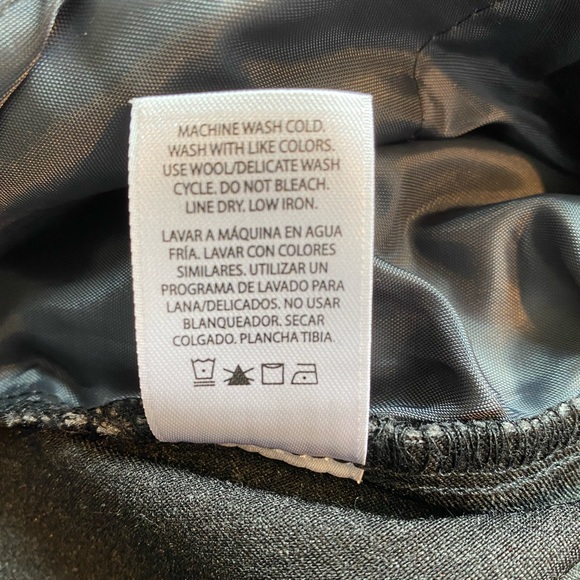 MACHINE WASH COLD.
WASH WITH LIKE COLORS.
USE WOOL/DELICATE WASH
CYCLE. DO NOT BLEACH.
LINE DRY. LOW IRON.
LAVAR A MÁQUINA EN AGUA
FRÍA. LAVAR CON COLORES
SIMILARES. UTILIZAR UN
PROGRAMA DE LAVADO PARA
LANA/DELICADOS. NO USAR
BLANQUEADOR. SECAR
COLGADO. PLANCHA TIBIA.